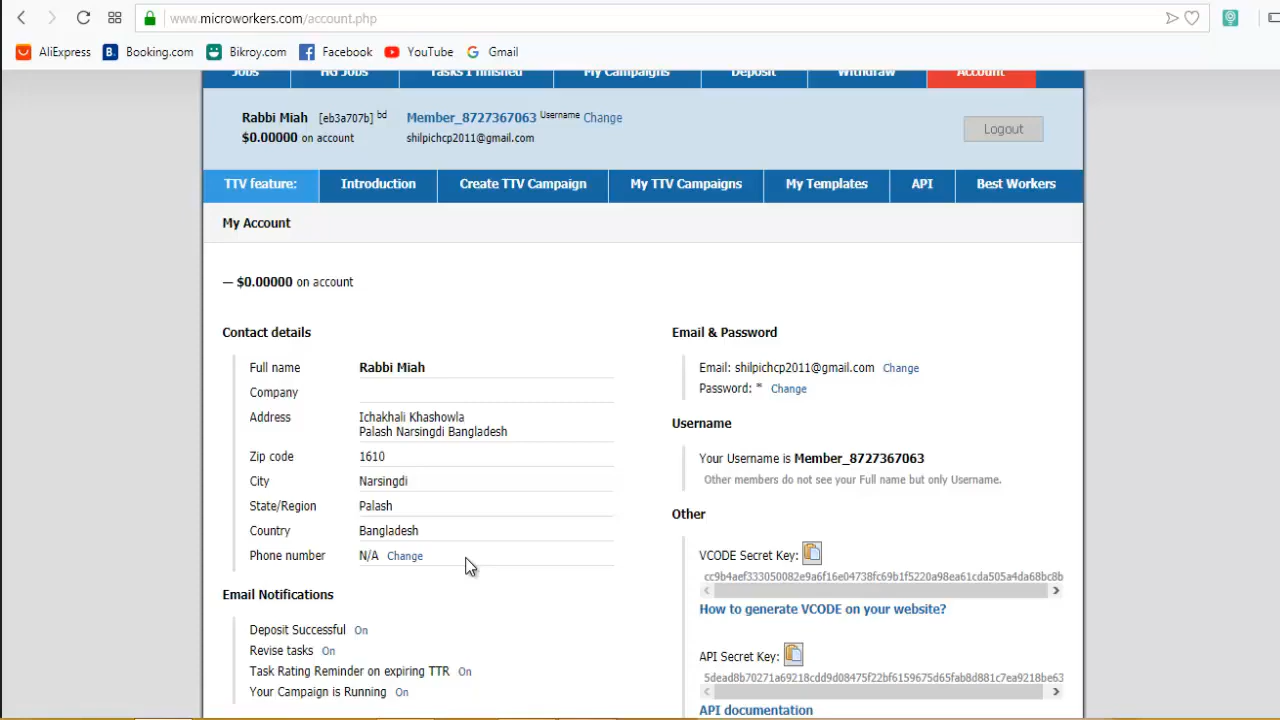 www.microworkers.com/account.php
AliExpress Booking.com Bikroy.com Facebook YouTube Gmail
Jobs HG Jobs Tasks I finished My Campaigns Deposit Withdraw Account
Rabbi Miah [eb3a707b] bd Member_8727367063 Username Change
$0.00000 on account shilpichcp2011@gmail.com
Logout
TTV feature: Introduction Create TTV Campaign My TTV Campaigns My Templates API Best Workers
My Account
— $0.00000 on account
Contact details
Full name Rabbi Miah
Company
Address Ichakhali Khashowla
Palash Narsingdi Bangladesh
Zip code 1610
City Narsingdi
State/Region Palash
Country Bangladesh
Phone number N/A Change
Email Notifications
Deposit Successful On
Revise tasks On
Task Rating Reminder on expiring TTR On
Your Campaign is Running On
Email & Password
Email: shilpichcp2011@gmail.com Change
Password: * Change
Username
Your Username is Member_8727367063
Other members do not see your Full name but only Username.
Other
VCODE Secret Key:
cc9b4aef333050082e9a6f16e04738fc69b1f5220a98ea61cda505a4da68bc8b
How to generate VCODE on your website?
API Secret Key:
5dead8b70271a69218cdd9d08475f22bf6159675d65fab8d881c7ea9218be63
API documentation